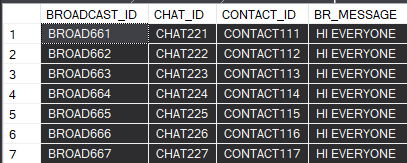 BROADCAST_ID CHAT_ID CONTACT_ID BR_MESSAGE
1 BROAD661 CHAT221 CONTACT111 HI EVERYONE
2 BROAD662 CHAT222 CONTACT112 HI EVERYONE
3 BROAD663 CHAT223 CONTACT113 HI EVERYONE
4 BROAD664 CHAT224 CONTACT114 HI EVERYONE
5 BROAD665 CHAT225 CONTACT115 HI EVERYONE
6 BROAD666 CHAT226 CONTACT116 HI EVERYONE
7 BROAD667 CHAT227 CONTACT117 HI EVERYONE